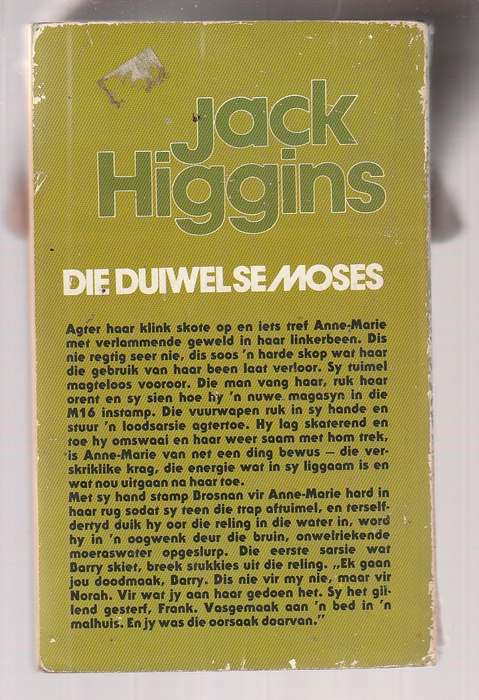 Jack
Higgins
DIE DUIWEL SE MOSES
Agter haar klink skote op en iets tref Anne-Marie
met verlammende geweld in haar linkerbeen. Dis
nie regtig seer nie, dis soos 'n harde skop wat haar
die gebruik van haar been laat verloor. Sy tuimel
magteloos vooroor. Die man vang haar, ruk haar
orent en sy sien hoe hy 'n nuwe magasyn in die
M16 instamp. Die vuurwapen ruk in sy hande en
stuur 'n loodsarsie agtertoe. Hy lag skaterend en
toe hy omswaai en haar weer saam met hom trek,
is Anne-Marie van net een ding bewus — die ver-
skriklike krag, die energie wat in sy liggaam is en
wat nou uitgaan na haar toe.
Met sy hand stamp Brosnan vir Anne-Marie hard in
haar rug sodat sy teen die trap aftuimel, en terself-
dertyd duik hy oor die reling in die water in, word
hy in 'n oogwenk deur die bruin, onwelriekende
moeraswater opgeslurp. Die eerste sarsie wat
Barry skiet, breek stukkies uit die reling. „Ek gaan
jou doodmaak, Barry. Dis nie vir my nie, maar vir
Norah. Vir wat jy aan haar gedoen het. Sy het gil-
lend gesterf, Frank. Vasgemaak aan 'n bed in 'n
malhuis. En jy was die oorsaak daarvan.”